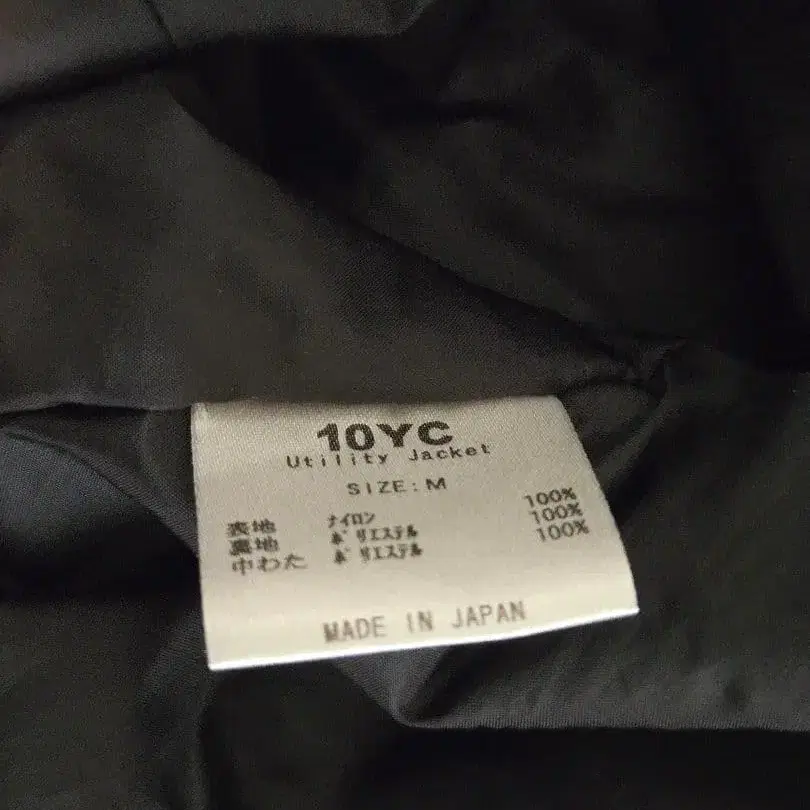 10YC
Utility Jacket
SIZE:M
表地 ナイロン 100%
裏地 ポリエステル 100%
中わた ポリエステル 100%
MADE IN JAPAN